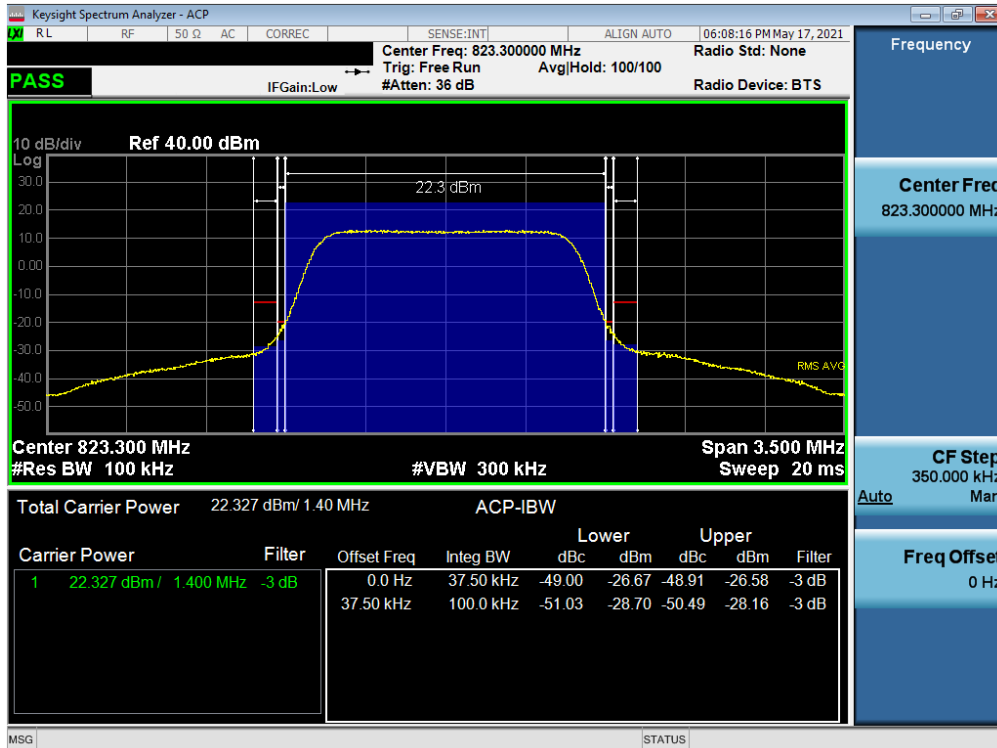 Keysight Spectrum Analyzer - ACP
LXI RL RF 50 Ω AC CORREC SENSE:INT ALIGN AUTO 06:08:16 PM May 17, 2021
Center Freq: 823.300000 MHz Radio Std: None
Trig: Free Run Avg|Hold: 100/100
PASS IFGain:Low #Atten: 36 dB Radio Device: BTS
Frequency
10 dB/div Ref 40.00 dBm
Log
30.0
22.3 dBm
20.0
10.0
0.00
-10.0
-20.0
-30.0
RMS AVG
-40.0
-50.0
Center 823.300 MHz Span 3.500 MHz
#Res BW 100 kHz #VBW 300 kHz Sweep 20 ms
Center Freq
823.300000 MHz
CF Step
350.000 kHz
Auto Man
Freq Offset
0 Hz
Total Carrier Power 22.327 dBm/ 1.40 MHz ACP-IBW
Lower Upper
Carrier Power Filter Offset Freq Integ BW dBc dBm dBc dBm Filter
1 22.327 dBm / 1.400 MHz -3 dB 0.0 Hz 37.50 kHz -49.00 -26.67 -48.91 -26.58 -3 dB
37.50 kHz 100.0 kHz -51.03 -28.70 -50.49 -28.16 -3 dB
MSG STATUS